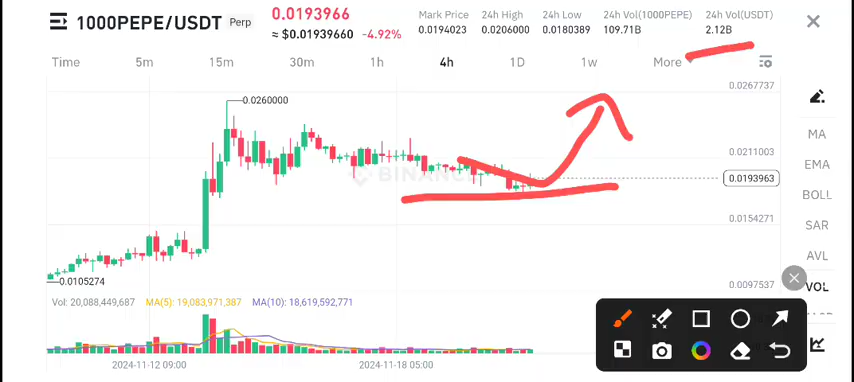 1000PEPE/USDT Perp
0.0193966
≈ $0.01939660 -4.92%
Mark Price 24h High 24h Low 24h Vol(1000PEPE) 24h Vol(USDT)
0.0194023 0.0206000 0.0180389 109.71B 2.12B
Time 5m 15m 30m 1h 4h 1D 1w More
0.0267737
0.0260000
0.0211003
0.0193963
0.0154271
0.0105274
0.0097537
BINANCE
MA
EMA
BOLL
SAR
AVL
VOL
Vol: 20,088,449,687 MA(5): 19,083,971,387 MA(10): 18,619,592,771
2024-11-12 09:00 2024-11-18 05:00